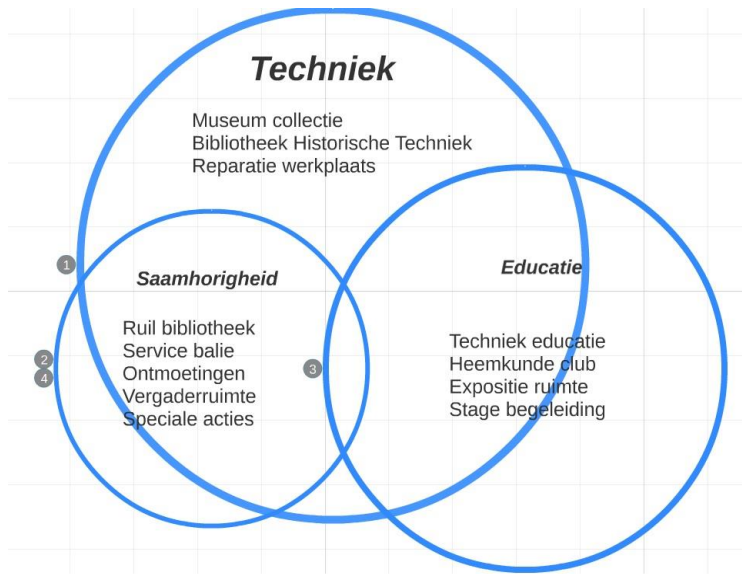 Techniek
Museum collectie
Bibliotheek Historische Techniek
Reparatie werkplaats
1
Saamhorigheid
Ruil bibliotheek
Service balie
Ontmoetingen
Vergaderruimte
Speciale acties
2
4
3
Educatie
Techniek educatie
Heemkunde club
Expositie ruimte
Stage begeleiding